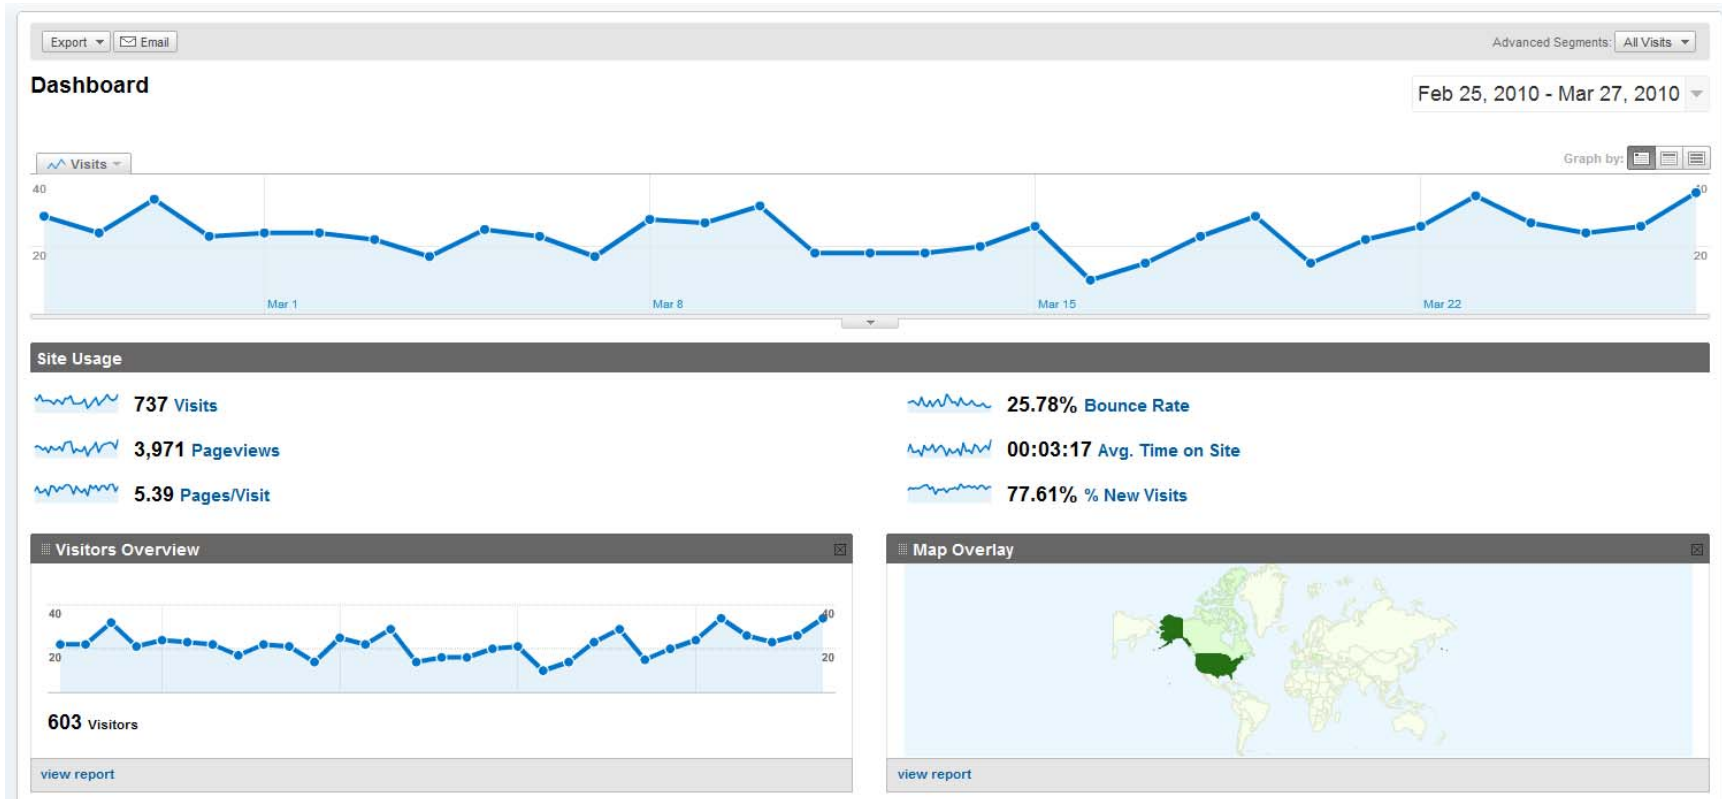 Export Email Advanced Segments: All Visits
Dashboard
Feb 25, 2010 - Mar 27, 2010
Visits Graph by:
40 40
20 20
Mar 1 Mar 8 Mar 15 Mar 22
Site Usage
737 Visits
25.78% Bounce Rate
3,971 Pageviews
00:03:17 Avg. Time on Site
5.39 Pages/Visit
77.61% % New Visits
Visitors Overview
40 40
20 20
603 Visitors
view report
Map Overlay
view report